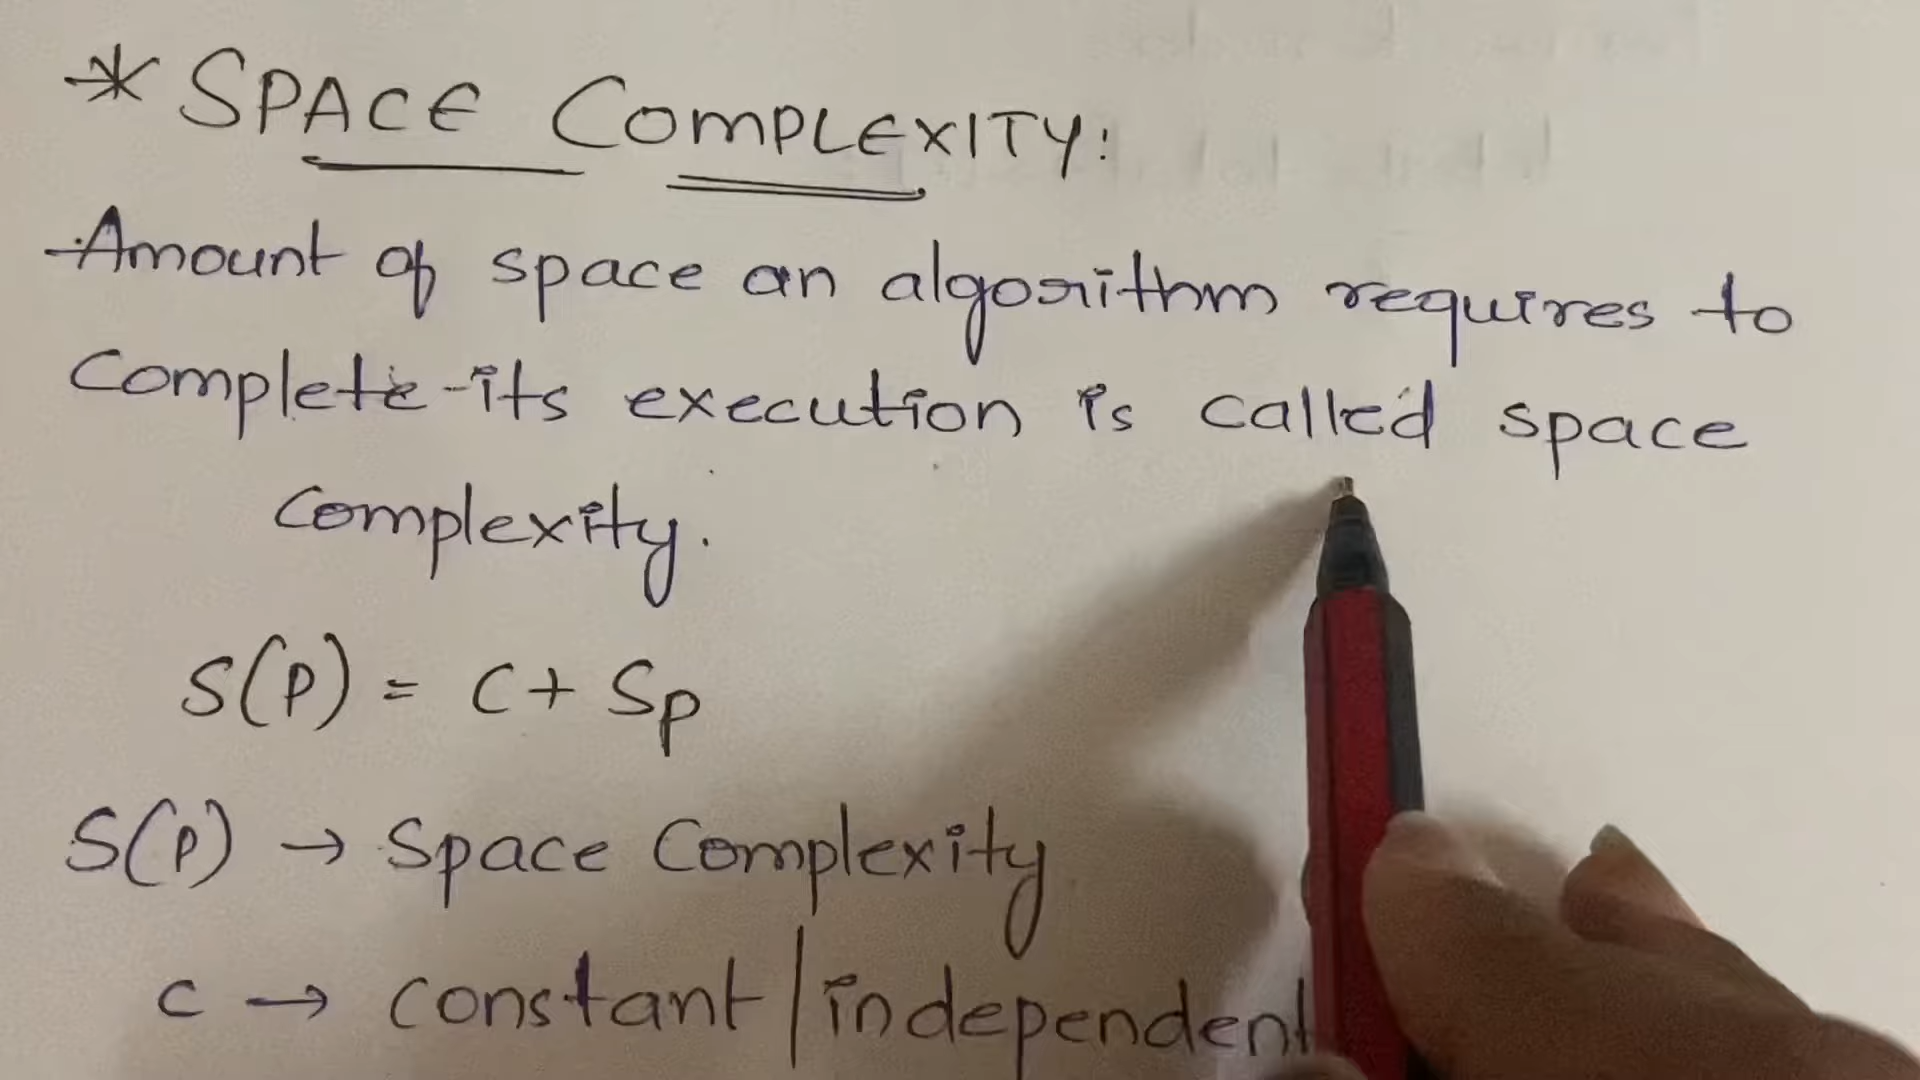 * SPACE COMPLEXITY:
Amount of space an algorithm requires to
complete its execution is called space
complexity.
S(P) = C + Sp
S(P) → Space Complexity
C → constant/independent